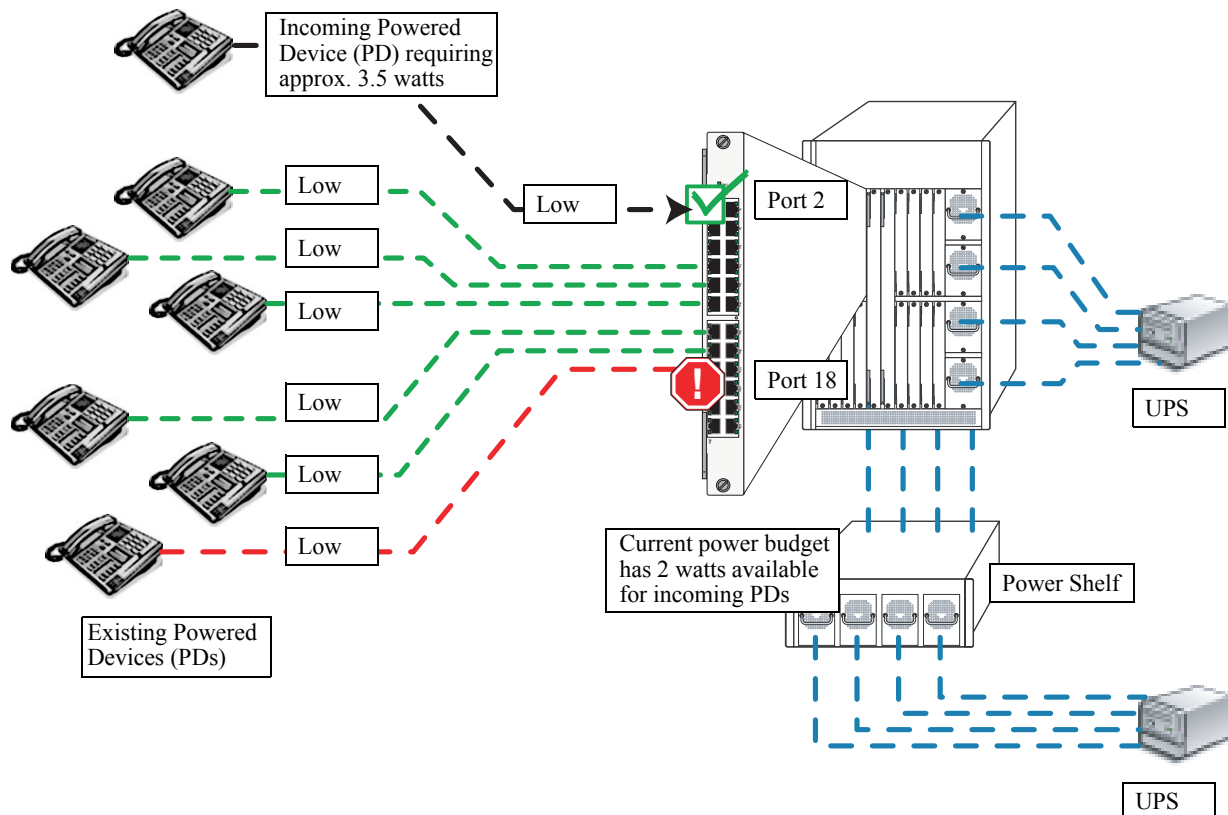 Incoming Powered
Device (PD) requiring
approx. 3.5 watts
Low
Low
Port 2
Low
Low
Low
Port 18
Low
Low
UPS
Existing Powered
Devices (PDs)
Current power budget
has 2 watts available
for incoming PDs
Power Shelf
UPS